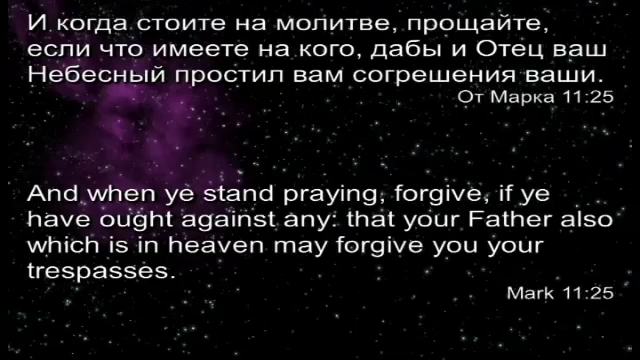 И когда стоите на молитве, прощайте,
если что имеете на кого, дабы и Отец ваш
Небесный простил вам согрешения ваши.
От Марка 11:25
And when ye stand praying, forgive, if ye
have ought against any: that your Father also
which is in heaven may forgive you your
trespasses.
Mark 11:25